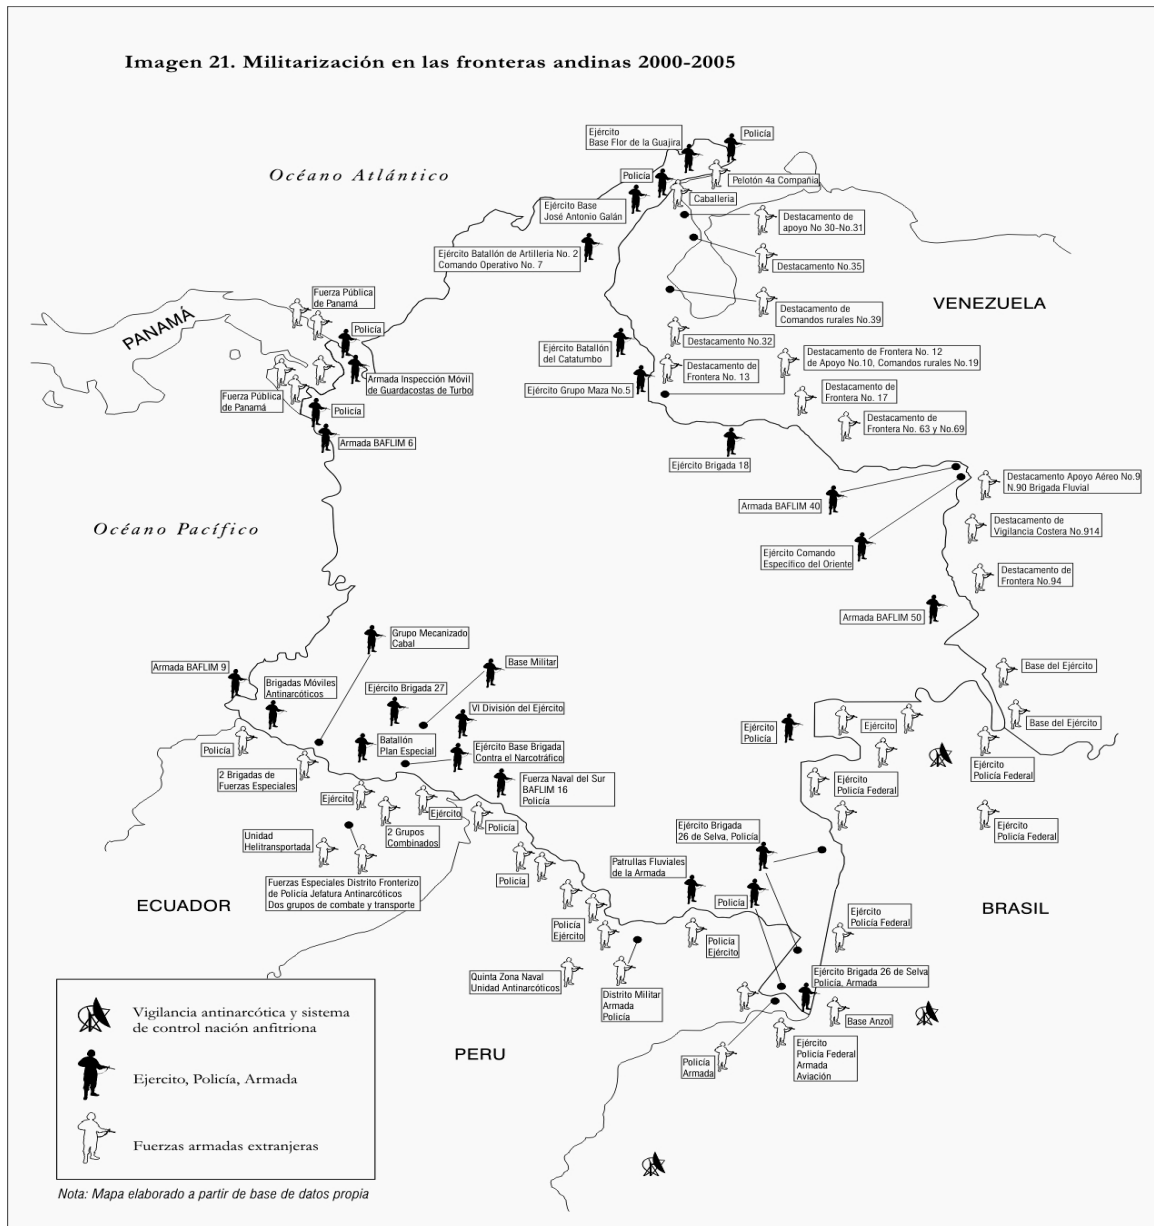 Imagen 21. Militarización en las fronteras andinas 2000-2005
Océano Atlántico
Ejército
Base Flor de la Guajira
Policía
Policía
Pelotón 4a Compañia
Caballeria
Ejército Base
José Antonio Galán
Destacamento de
apoyo No 30-No.31
Ejército Batallón de Artilleria No. 2
Comando Operativo No. 7
Destacamento No.35
VENEZUELA
Destacamento de
Comandos rurales No.39
Fuerza Pública
de Panamá
PANAMÁ
Policía
Destacamento No.32
Ejército Batallón
del Catatumbo
Destacamento de Frontera No. 12
de Apoyo No.10, Comandos rurales No.19
Destacamento de
Frontera No. 13
Armada Inspección Móvil
de Guardacostas de Turbo
Ejército Grupo Maza No.5
Destacamento de
Frontera No. 17
Fuerza Pública
de Panamá
Policía
Destacamento de
Frontera No. 63 y No.69
Armada BAFLIM 6
Ejército Brigada 18
Destacamento Apoyo Aéreo No.9
N.90 Brigada Fluvial
Armada BAFLIM 40
Océano Pacífico
Destacamento de
Vigilancia Costera No.914
Ejército Comando
Específico del Oriente
Destacamento de
Frontera No.94
Armada BAFLIM 50
Grupo Mecanizado
Cabal
Armada BAFLIM 9
Base Militar
Base del Ejército
Brigadas Móviles
Antinarcóticos
Ejército Brigada 27
VI División del Ejército
Ejército
Base del Ejército
Ejército
Policía
Policía
Batallón
Plan Especial
Ejército Base Brigada
Contra el Narcotráfico
Ejército
Policía Federal
2 Brigadas de
Fuerzas Especiales
Fuerza Naval del Sur
BAFLIM 16
Policía
Ejército
Policía Federal
Ejército
Ejército
Policía
2 Grupos
Combinados
Ejército
Policía Federal
Unidad
Helitransportada
Ejército Brigada
26 de Selva, Policía
Policía
Patrullas Fluviales
de la Armada
Fuerzas Especiales Distrito Fronterizo
de Policía Jefatura Antinarcóticos
Dos grupos de combate y transporte
Policía
ECUADOR
BRASIL
Ejército
Policía Federal
Policía
Ejército
Policía
Ejército
Quinta Zona Naval
Unidad Antinarcóticos
Ejército Brigada 26 de Selva
Policía, Armada
Distrito Militar
Armada
Policía
Base Anzol
PERU
Policía
Armada
Ejército
Policía Federal
Armada
Aviación
Vigilancia antinarcótica y sistema
de control nación anfitriona
Ejercito, Policía, Armada
Fuerzas armadas extranjeras
Nota: Mapa elaborado a partir de base de datos propia